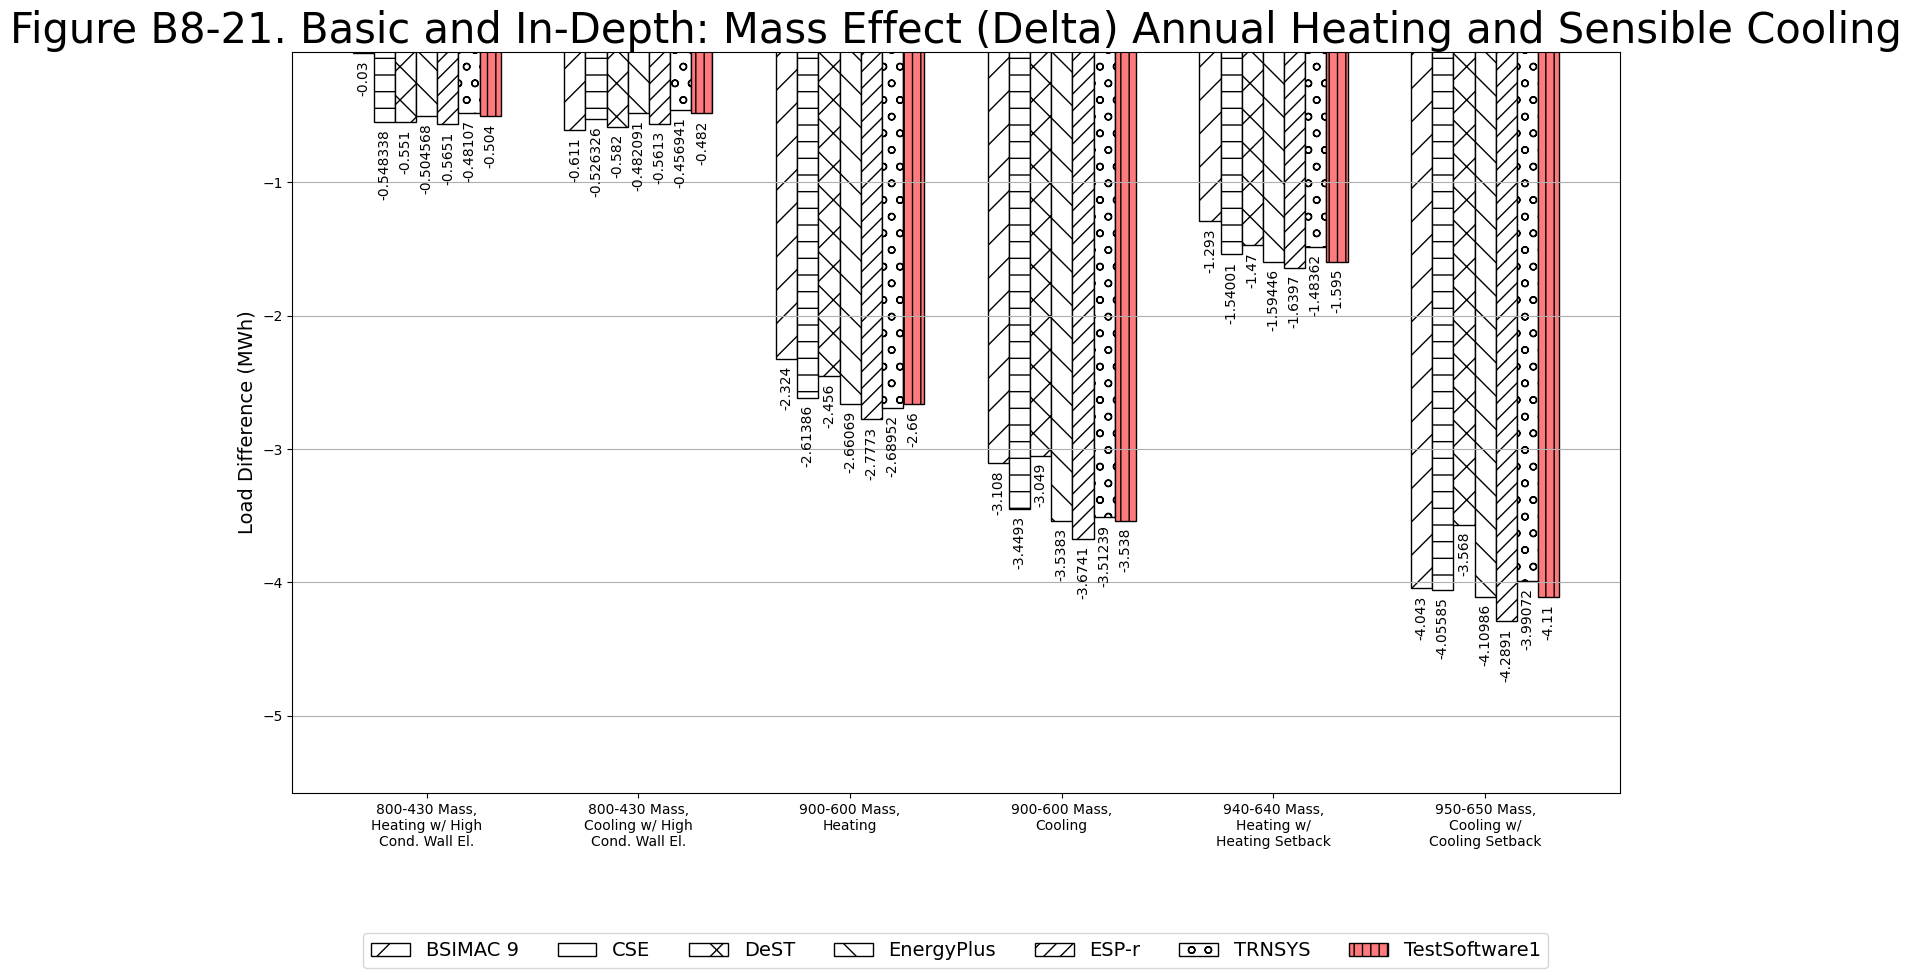 Figure B8-21. Basic and In-Depth: Mass Effect (Delta) Annual Heating and Sensible Cooling
Load Difference (MWh)
−1
−2
−3
−4
−5
-0.03
-0.548338
-0.551
-0.504568
-0.5651
-0.48107
-0.504
-0.611
-0.526326
-0.582
-0.482091
-0.5613
-0.456941
-0.482
-2.324
-2.61386
-2.456
-2.66069
-2.7773
-2.68952
-2.66
-3.108
-3.4493
-3.049
-3.5383
-3.6741
-3.51239
-3.538
-1.293
-1.54001
-1.47
-1.59446
-1.6397
-1.48362
-1.595
-4.043
-4.05585
-3.568
-4.10986
-4.2891
-3.99072
-4.11
800-430 Mass,
Heating w/ High
Cond. Wall El.
800-430 Mass,
Cooling w/ High
Cond. Wall El.
900-600 Mass,
Heating
900-600 Mass,
Cooling
940-640 Mass,
Heating w/
Heating Setback
950-650 Mass,
Cooling w/
Cooling Setback
BSIMAC 9
CSE
DeST
EnergyPlus
ESP-r
TRNSYS
TestSoftware1